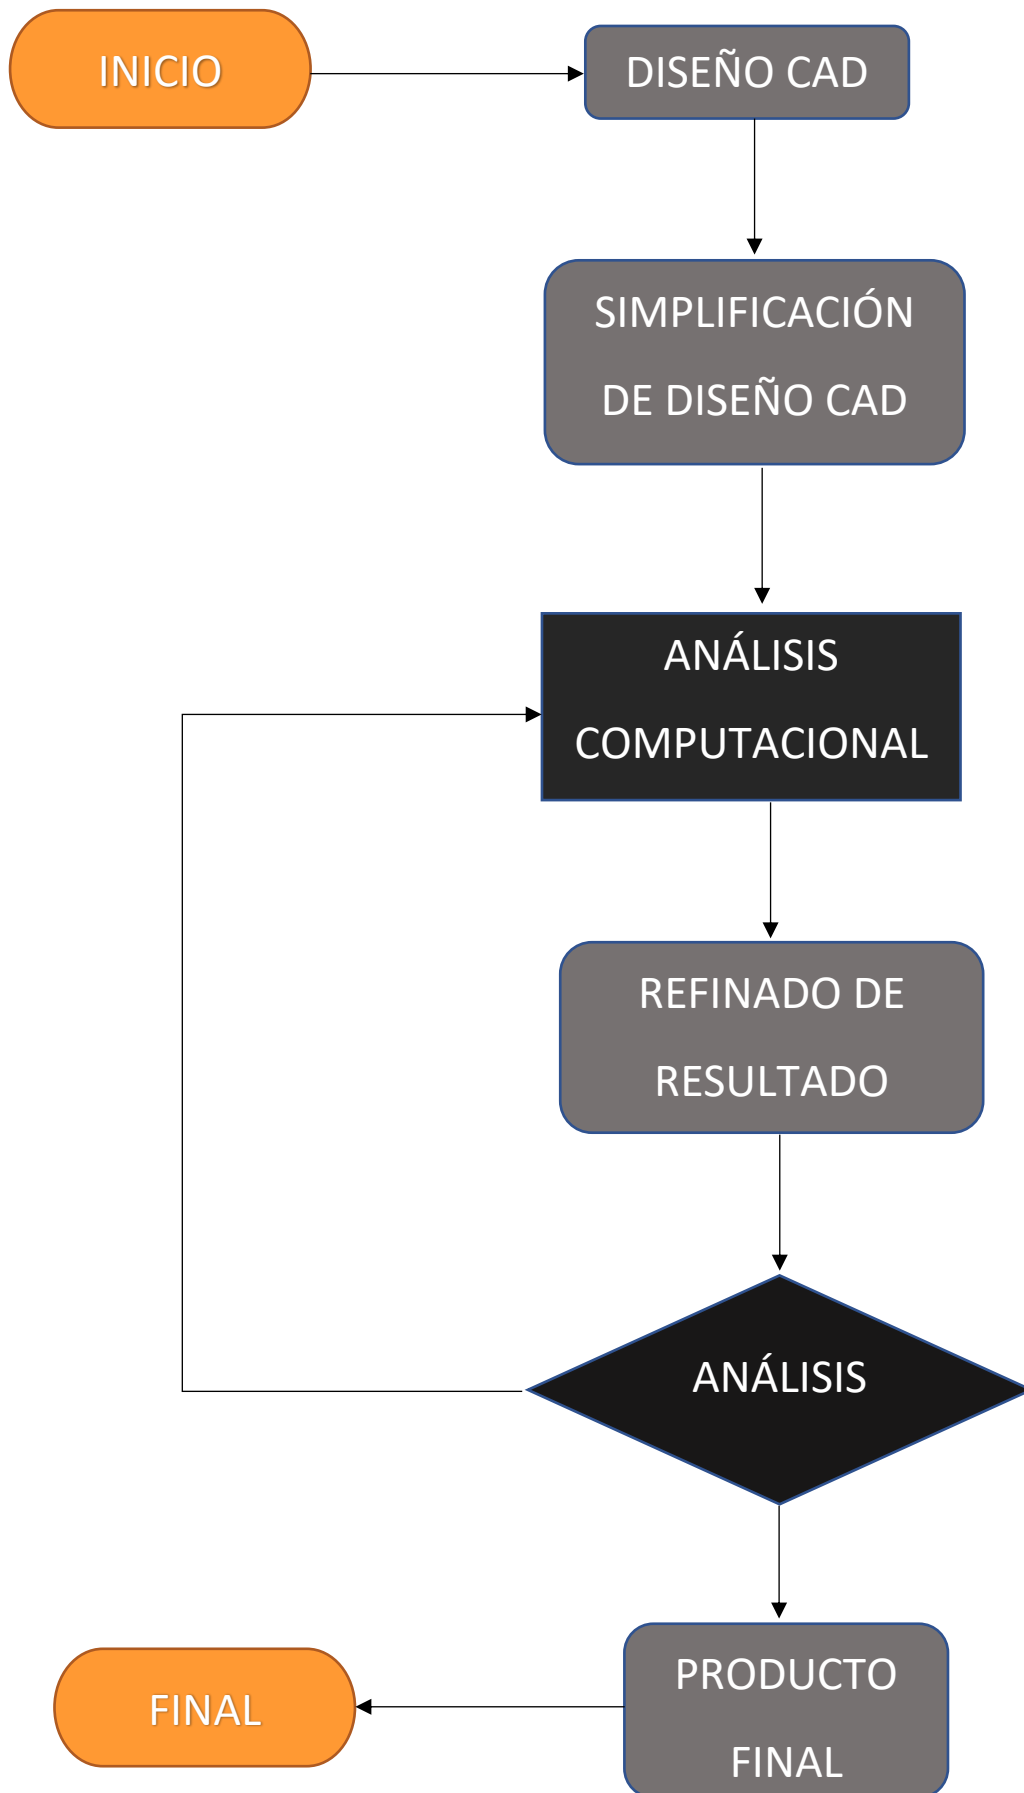 INICIO
DISEÑO CAD
SIMPLIFICACIÓN
DE DISEÑO CAD
ANÁLISIS
COMPUTACIONAL
REFINADO DE
RESULTADO
ANÁLISIS
PRODUCTO
FINAL
FINAL